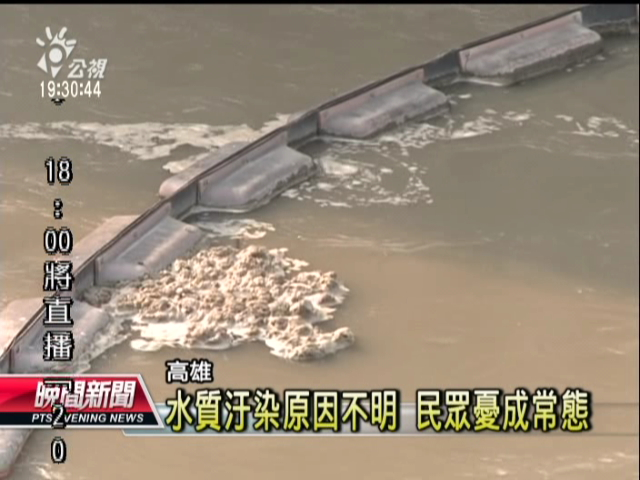 公視
19:30:44
18:00將直播
20
高雄
晚間新聞
PTS EVENING NEWS
水質汙染原因不明 民眾憂成常態